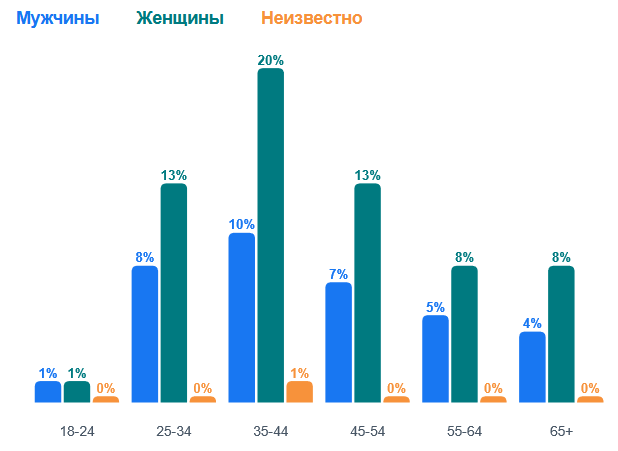 Мужчины Женщины Неизвестно
1% 1% 0%
8% 13% 0%
10% 20% 1%
7% 13% 0%
5% 8% 0%
4% 8% 0%
18-24 25-34 35-44 45-54 55-64 65+